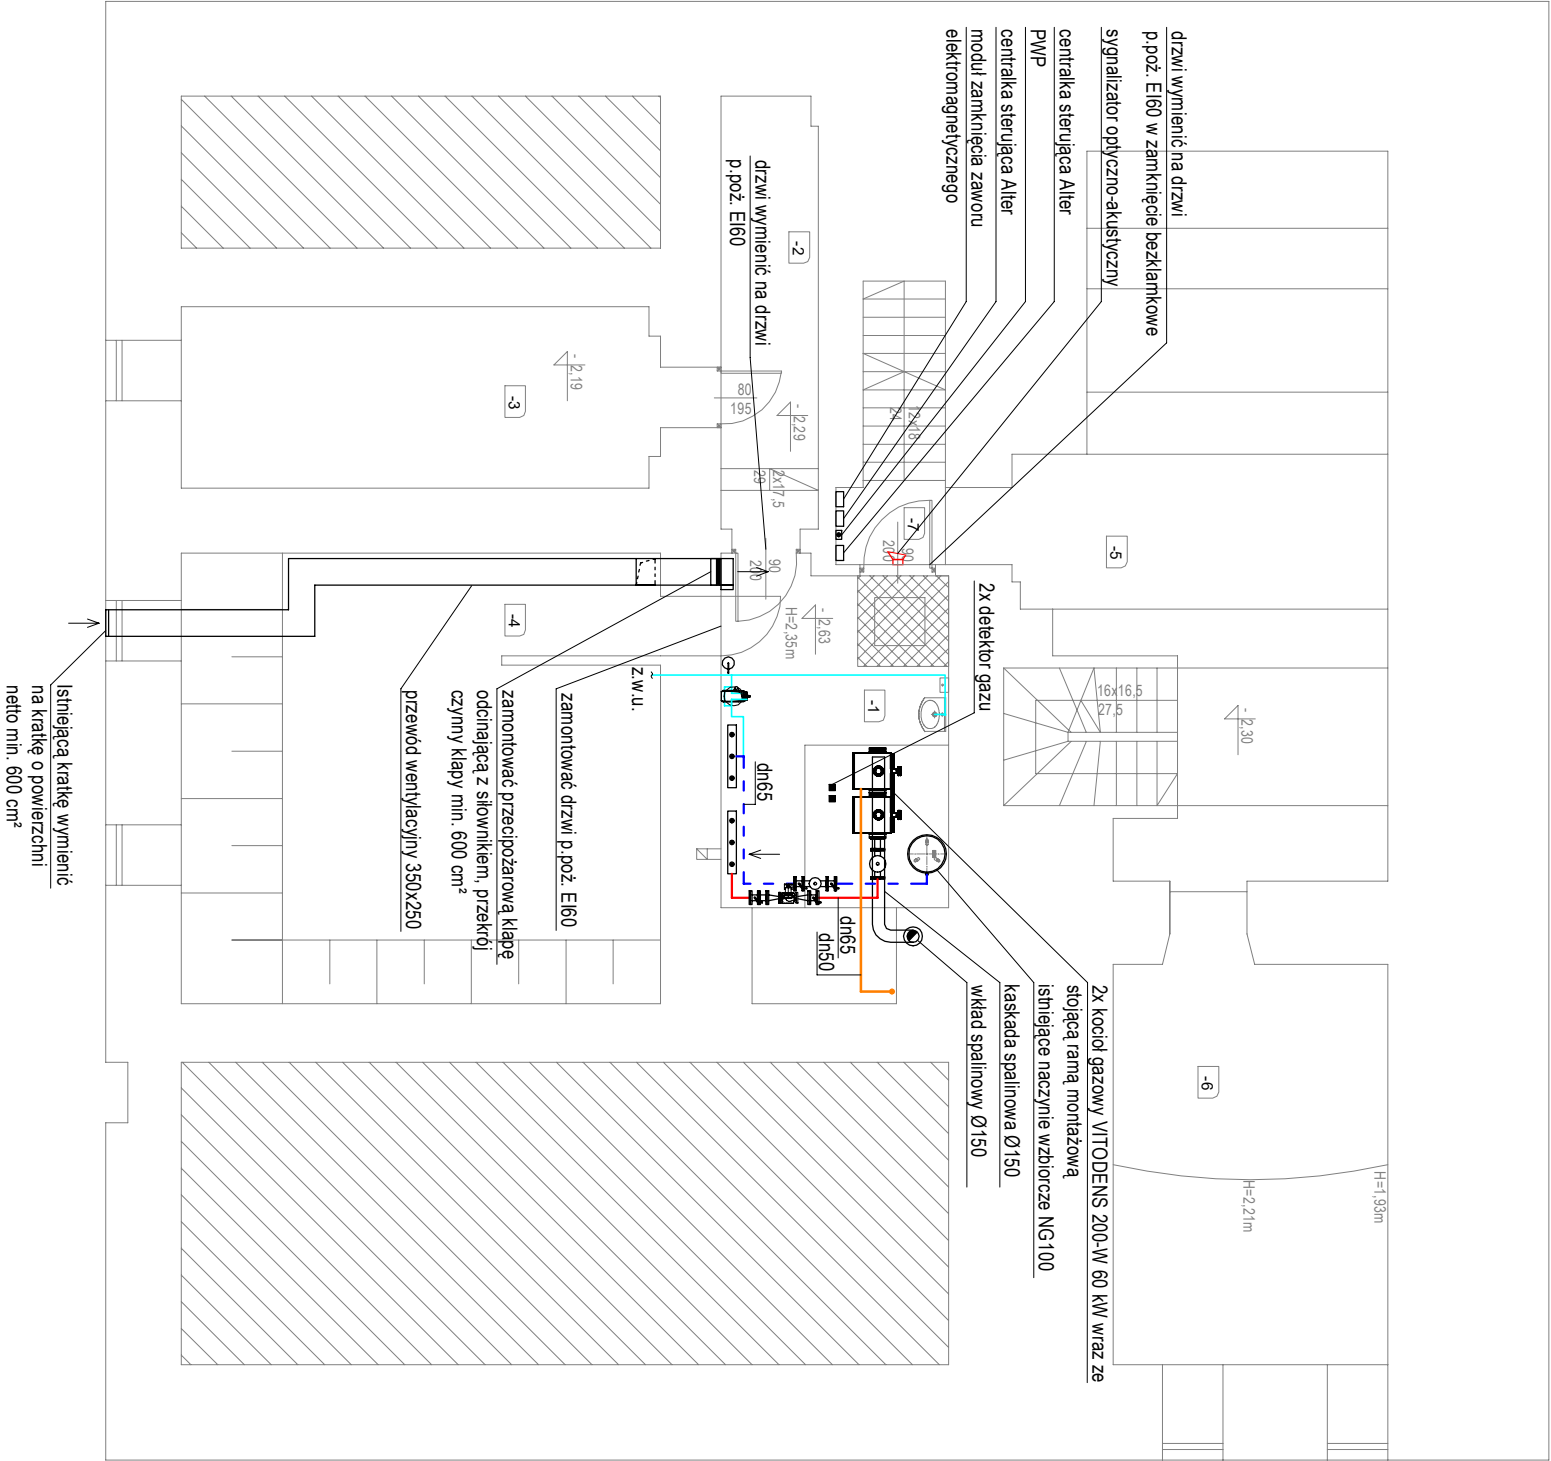 drzwi wymienić na drzwi
p.poż. EI60 w zamknięcie bezklamkowe
sygnalizator optyczno-akustyczny
centralka sterująca Alter
PWP
centralka sterująca Alter
moduł zamknięcia zaworu
elektromagnetycznego
drzwi wymienić na drzwi
p.poż. EI60
-2
-3
-
2,19
80
195
-
2,29
2x17,5
29
12x18
24
-7
90
200
90
200
-5
-
2,63
H=2,35m
-4
2x detektor gazu
-1
16x16,5
27,5
-
2,30
z.w.u.
zamontować drzwi p.poż. EI60
zamontować przecipożarową klapę
odcinającą z siłownikiem, przekrój
czynny klapy min. 600 cm²
przewód wentylacyjny 350x250
Istniejącą kratkę wymienić
na kratkę o powierzchni
netto min. 600 cm²
dn65
dn65
dn50
2x kocioł gazowy VITODENS 200-W 60 kW wraz ze
stojącą ramą montażową
istniejące naczynie wzbiorcze NG100
kaskada spalinowa Ø150
wkład spalinowy Ø150
-6
H=1,93m
H=2,21m